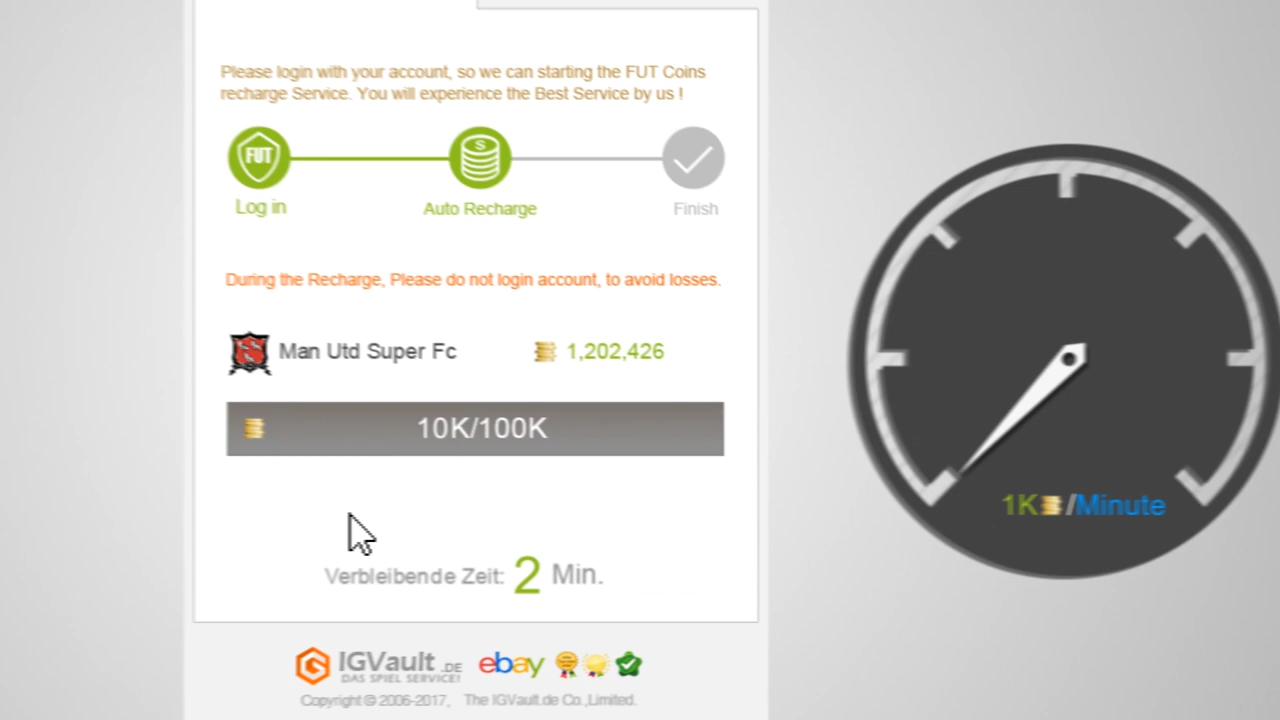 Please login with your account, so we can starting the FUT Coins
recharge Service. You will experience the Best Service by us !
FUT
Log in
Auto Recharge
Finish
During the Recharge, Please do not login account, to avoid losses.
Man Utd Super Fc 1,202,426
10K/100K
1K/Minute
Verbleibende Zeit: 2 Min.
IGVault.DE ebay
DAS SPIEL SERVICE!
Copyright © 2006-2017, The IGVault.de Co.,Limited.